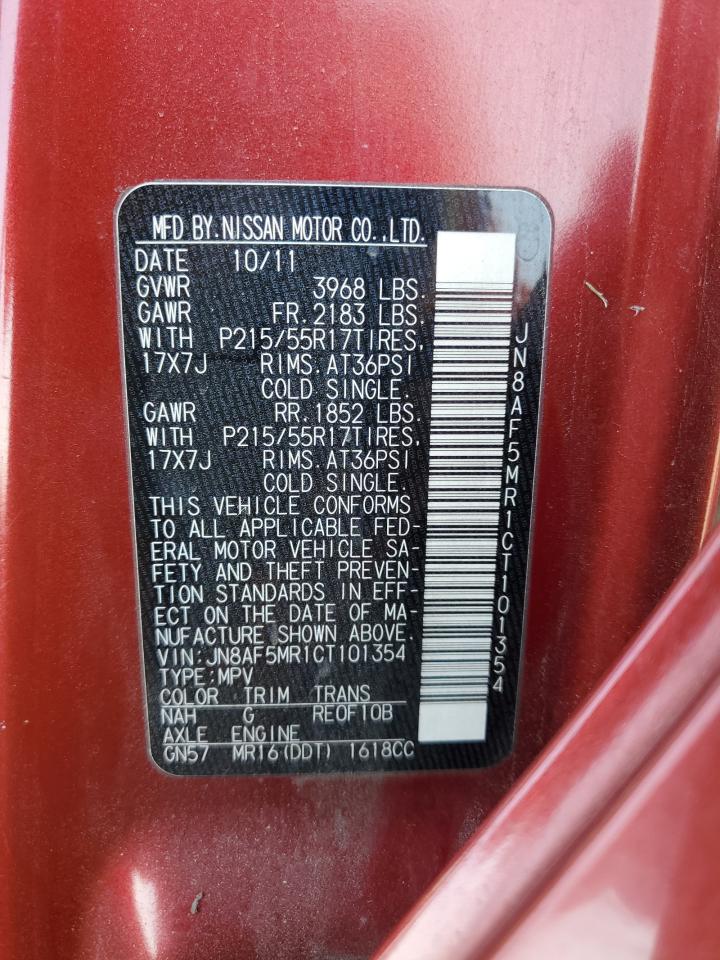 MFD BY.NISSAN MOTOR CO.,LTD.
DATE 10/11
GVWR 3968 LBS.
GAWR FR.2183 LBS.
WITH P215/55R17TIRES,
17X7J RIMS.AT36PSI
COLD SINGLE.
GAWR RR.1852 LBS.
WITH P215/55R17TIRES.
17X7J RIMS.AT36PSI
COLD SINGLE.
THIS VEHICLE CONFORMS
TO ALL APPLICABLE FED-
ERAL MOTOR VEHICLE SA-
FETY AND THEFT PREVEN-
TION STANDARDS IN EFF-
ECT ON THE DATE OF MA-
NUFACTURE SHOWN ABOVE.
VIN:JN8AF5MR1CT101354
TYPE:MPV
COLOR TRIM TRANS
NAH G RE0F10B
AXLE ENGINE
GN57 MR16(DDT) 1618CC
JN8AF5MR1CT101354